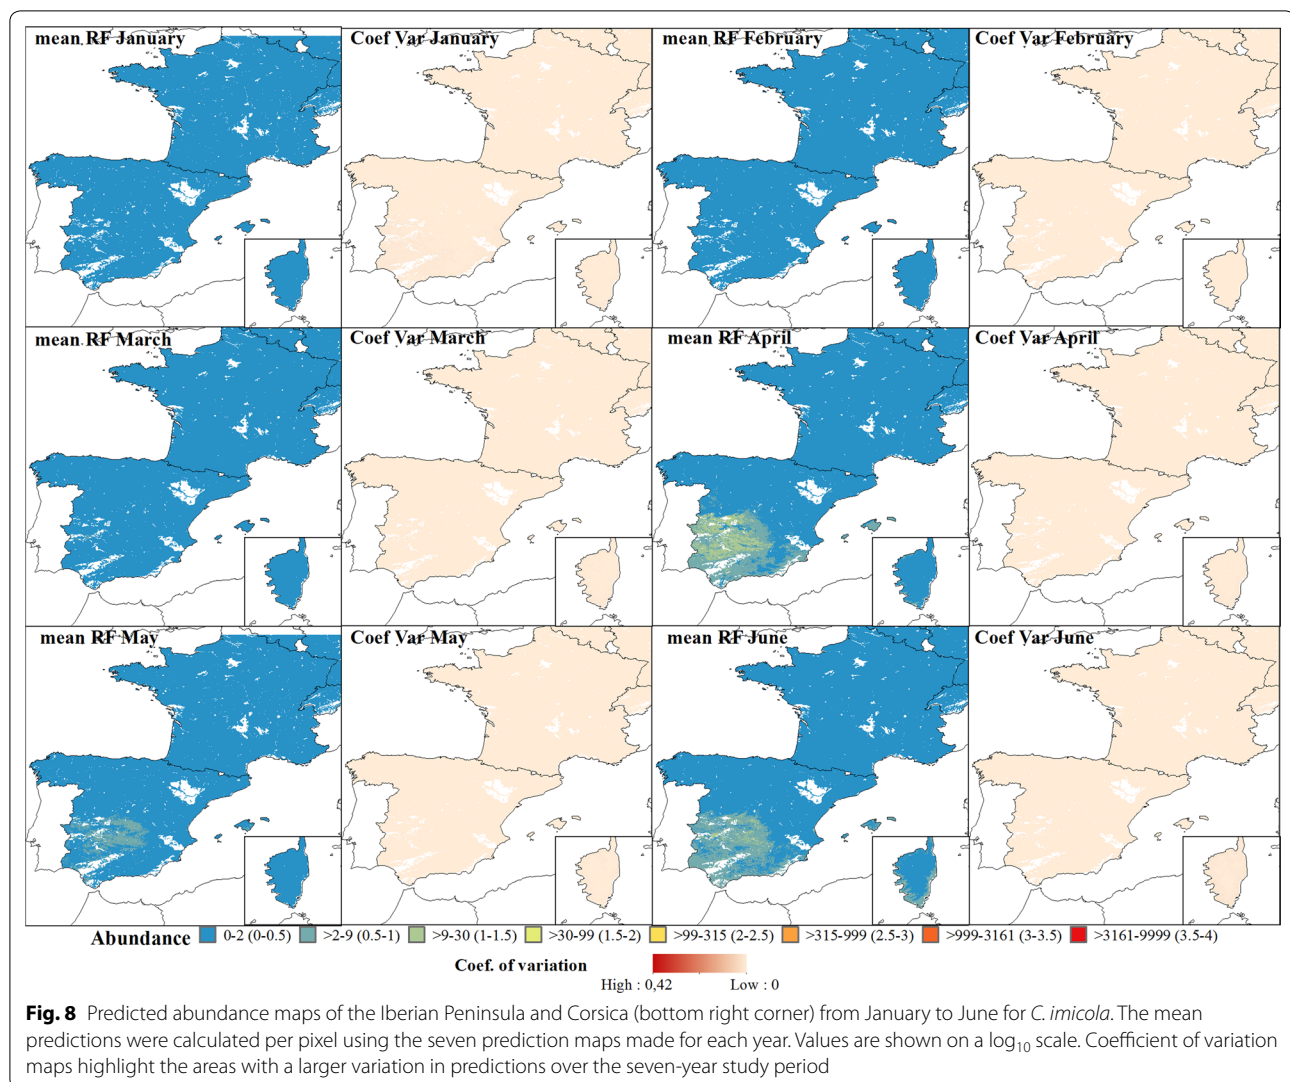 mean RF January
Coef Var January
mean RF February
Coef Var February
mean RF March
Coef Var March
mean RF April
Coef Var April
mean RF May
Coef Var May
mean RF June
Coef Var June
Abundance 0-2 (0-0.5) >2-9 (0.5-1) >9-30 (1-1.5) >30-99 (1.5-2) >99-315 (2-2.5) >315-999 (2.5-3) >999-3161 (3-3.5) >3161-9999 (3.5-4)
Coef. of variation
High : 0,42 Low : 0
Fig. 8 Predicted abundance maps of the Iberian Peninsula and Corsica (bottom right corner) from January to June for C. imicola. The mean
predictions were calculated per pixel using the seven prediction maps made for each year. Values are shown on a log10 scale. Coefficient of variation
maps highlight the areas with a larger variation in predictions over the seven-year study period